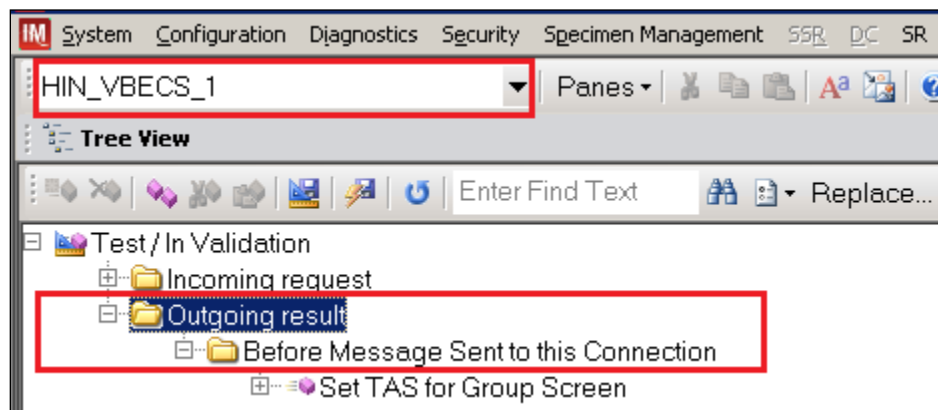 IM System Configuration Diagnostics Security Specimen Management SSR DC SR
HIN_VBECS_1 Panes Aa
Tree View
Enter Find Text Replace...
Test / In Validation
Incoming request
Outgoing result
Before Message Sent to this Connection
Set TAS for Group Screen